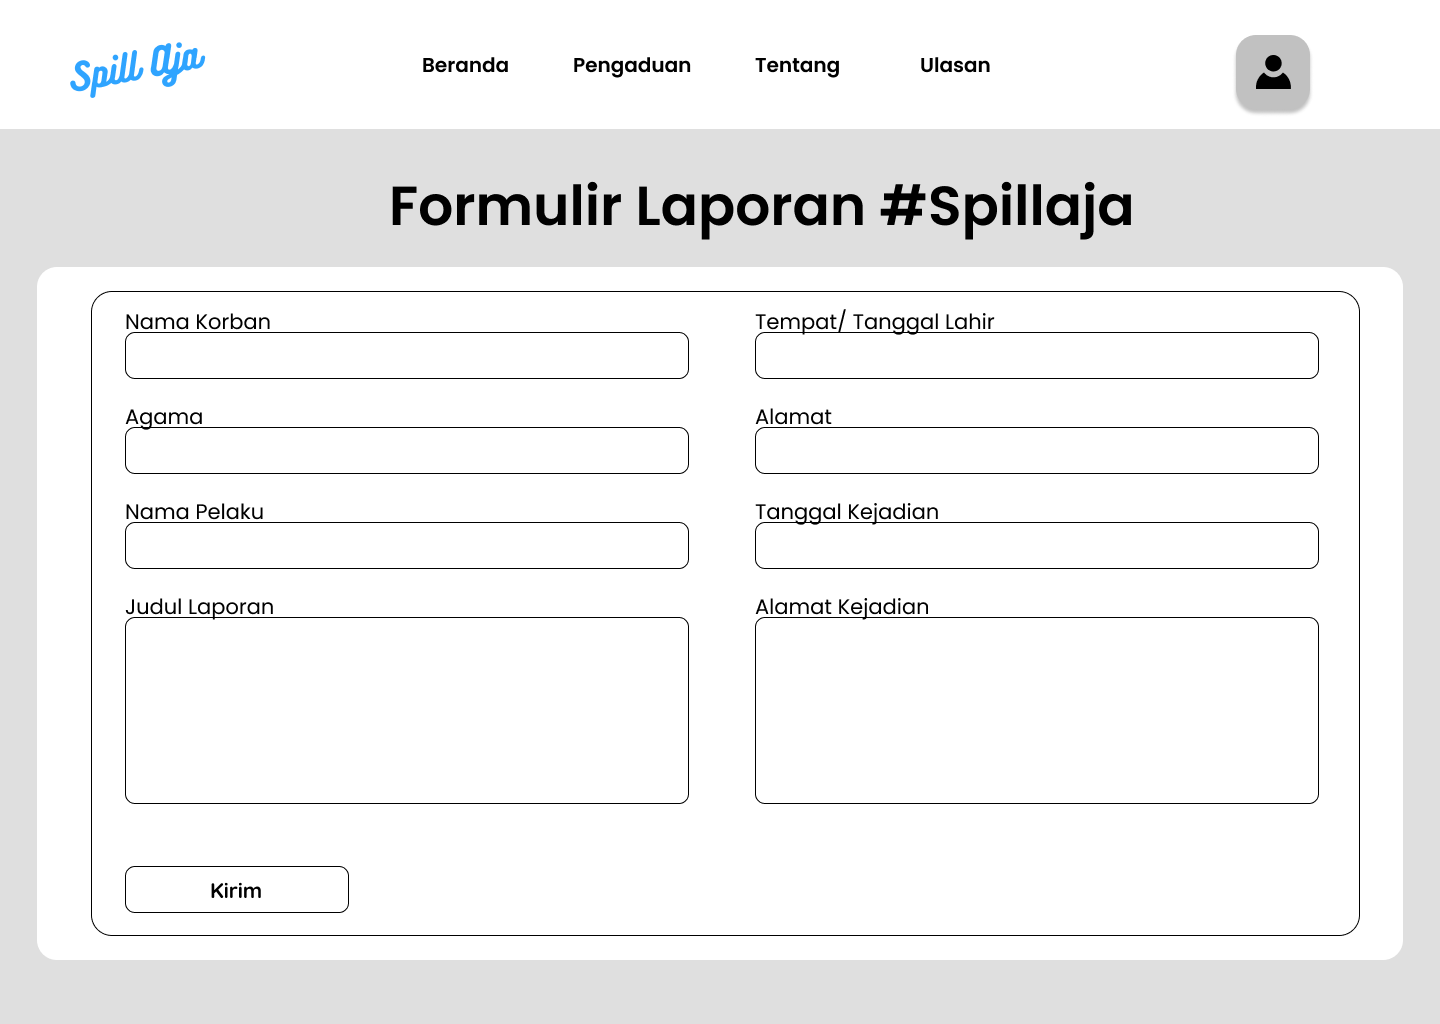 Spill Aja
Beranda Pengaduan Tentang Ulasan
Formulir Laporan #Spillaja
Nama Korban
Tempat/ Tanggal Lahir
Agama
Alamat
Nama Pelaku
Tanggal Kejadian
Judul Laporan
Alamat Kejadian
Kirim